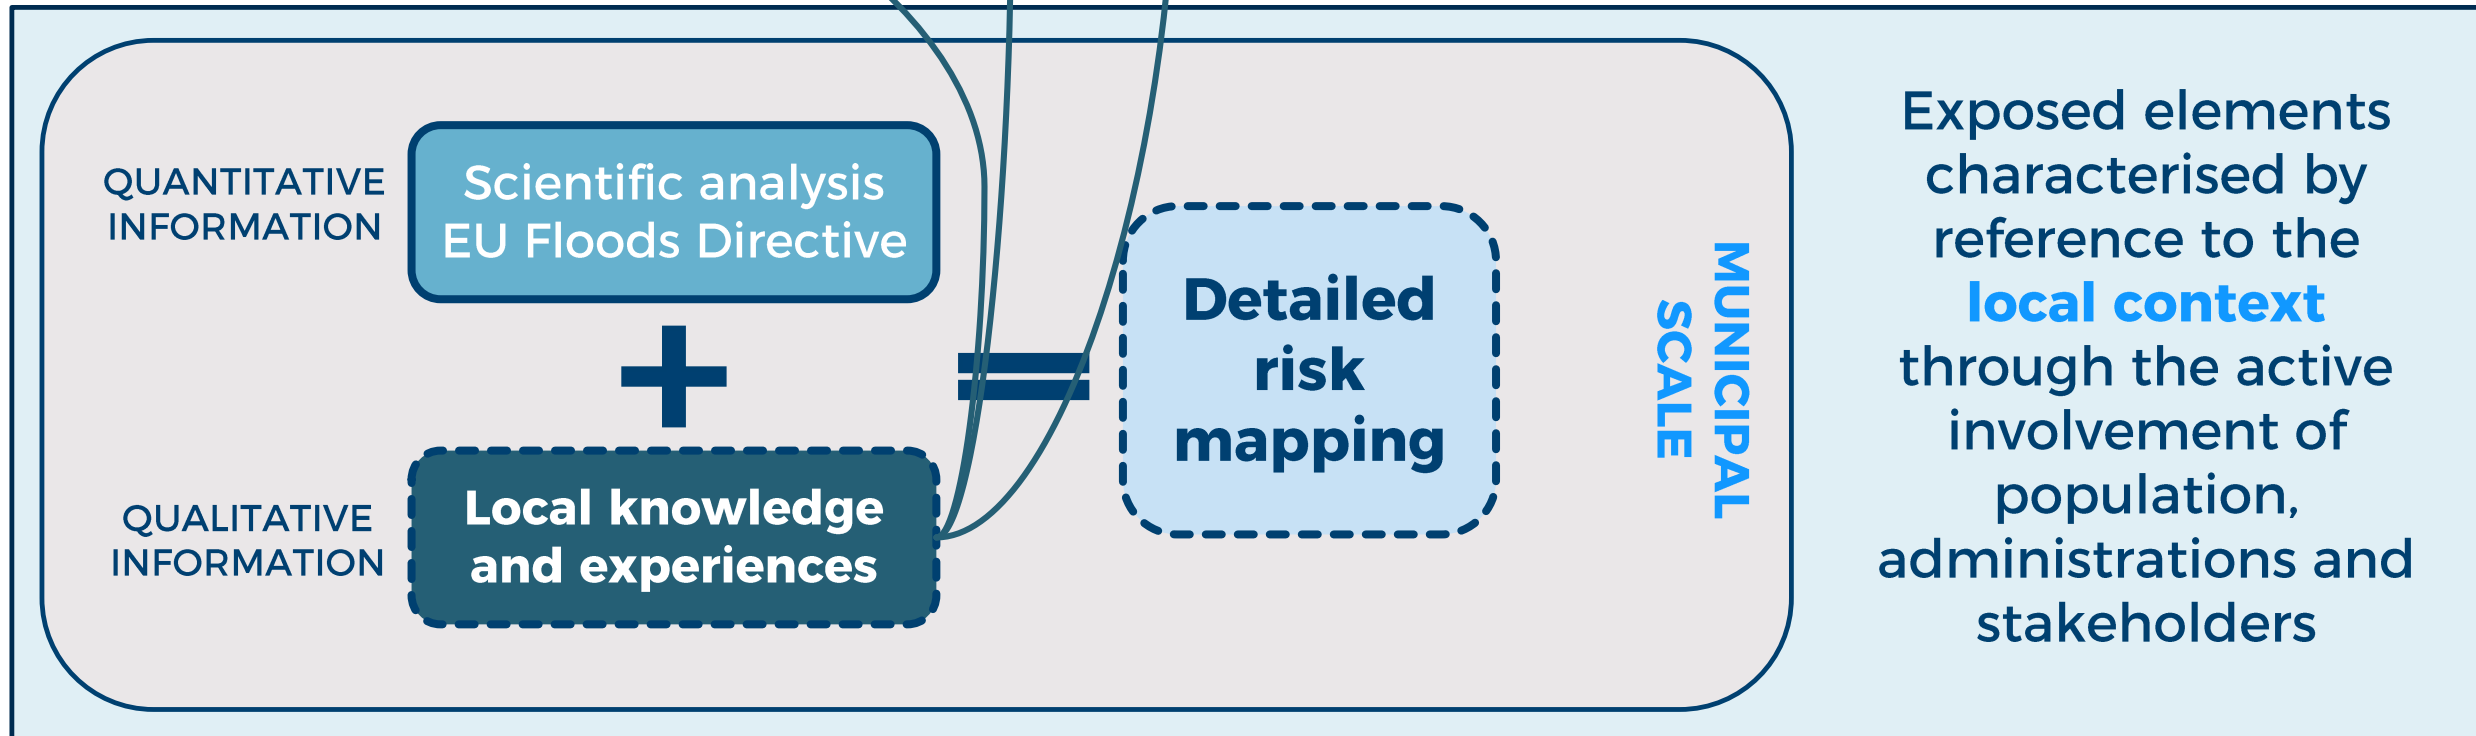 QUANTITATIVE
INFORMATION
Scientific analysis
EU Floods Directive
QUALITATIVE
INFORMATION
Local knowledge
and experiences
Detailed
risk
mapping
MUNICIPAL
SCALE
Exposed elements
characterised by
reference to the
local context
through the active
involvement of
population,
administrations and
stakeholders